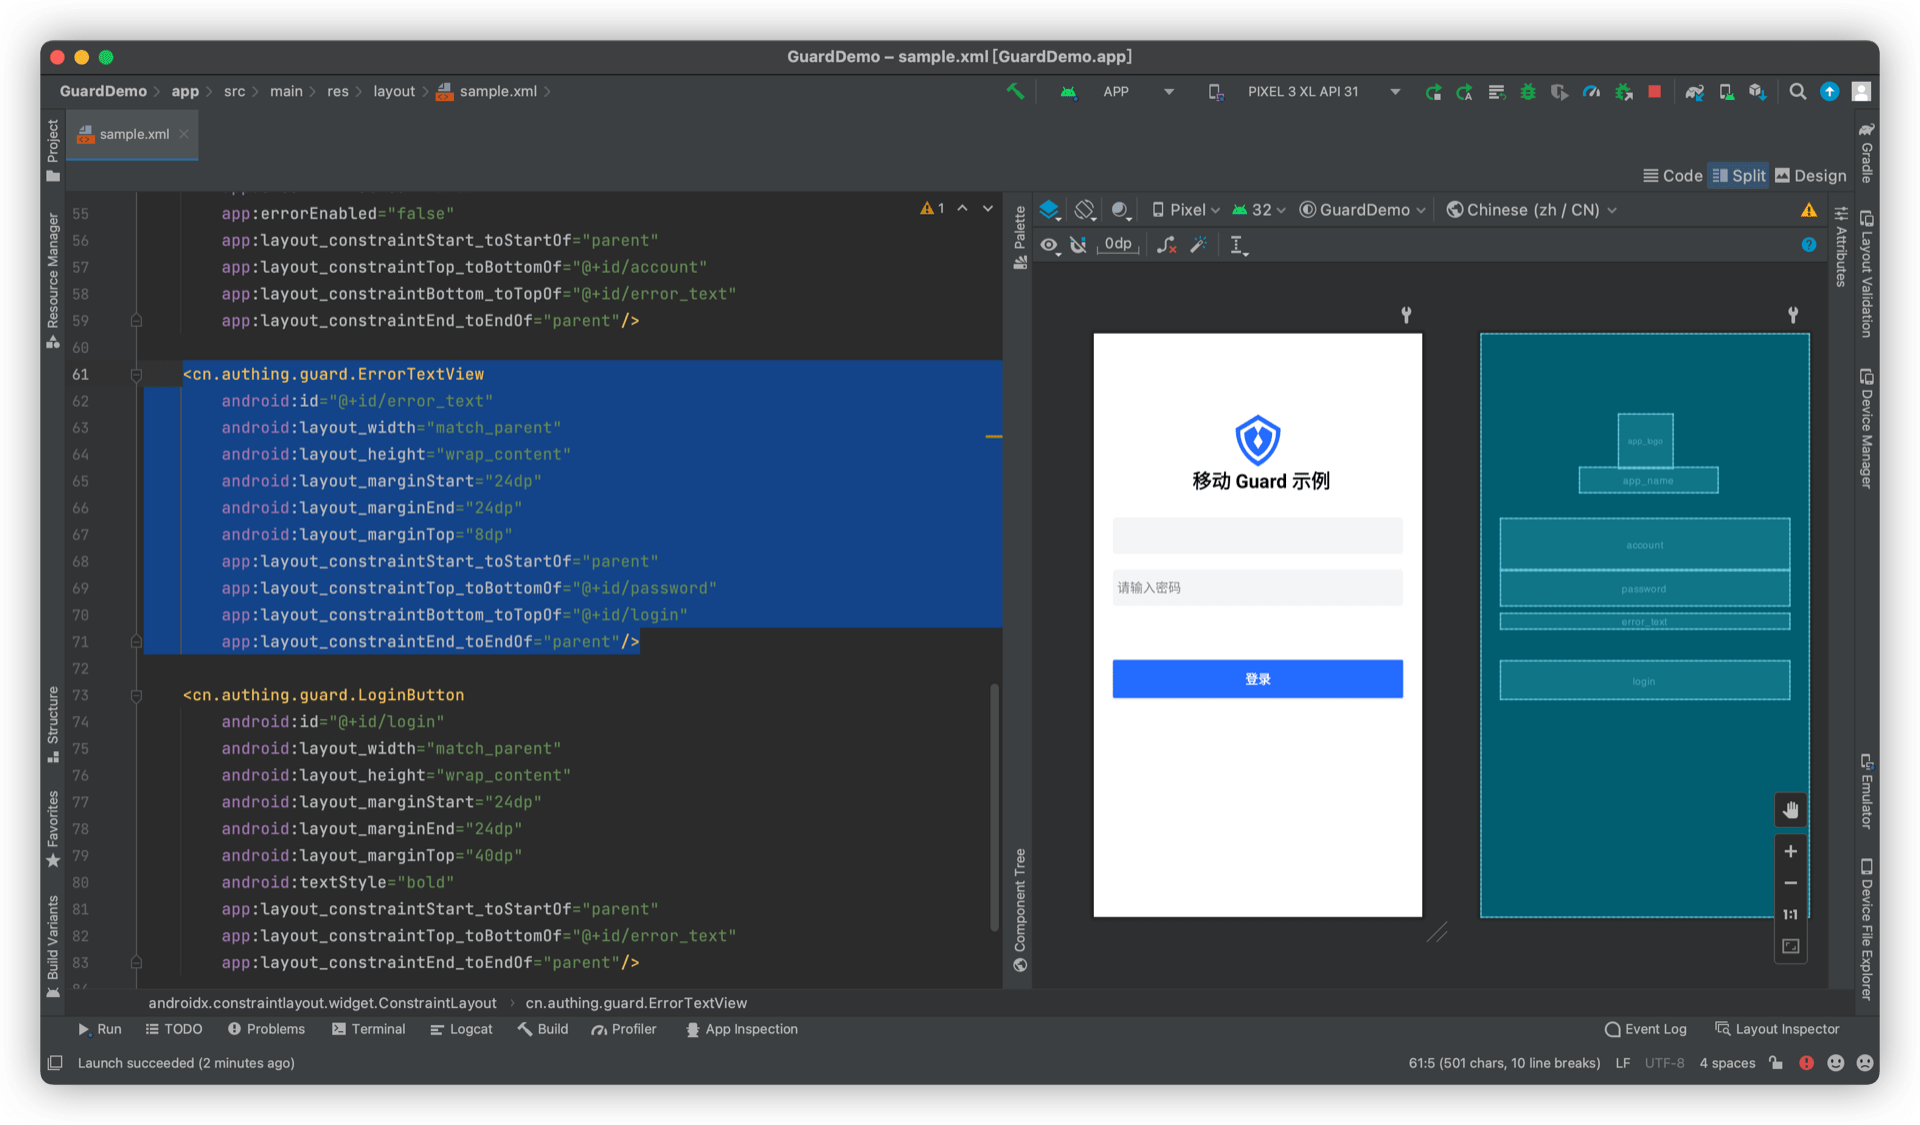 GuardDemo – sample.xml [GuardDemo.app]
GuardDemo app src main res layout sample.xml
APP PIXEL 3 XL API 31
sample.xml
Code Split Design
Project
Resource Manager
Structure
Favorites
Build Variants
1
55 app:errorEnabled="false"
56 app:layout_constraintStart_toStartOf="parent"
57 app:layout_constraintTop_toBottomOf="@+id/account"
58 app:layout_constraintBottom_toTopOf="@+id/error_text"
59 app:layout_constraintEnd_toEndOf="parent"/>
60
61 <cn.authing.guard.ErrorTextView
62 android:id="@+id/error_text"
63 android:layout_width="match_parent"
64 android:layout_height="wrap_content"
65 android:layout_marginStart="24dp"
66 android:layout_marginEnd="24dp"
67 android:layout_marginTop="8dp"
68 app:layout_constraintStart_toStartOf="parent"
69 app:layout_constraintTop_toBottomOf="@+id/password"
70 app:layout_constraintBottom_toTopOf="@+id/login"
71 app:layout_constraintEnd_toEndOf="parent"/>
72
73 <cn.authing.guard.LoginButton
74 android:id="@+id/login"
75 android:layout_width="match_parent"
76 android:layout_height="wrap_content"
77 android:layout_marginStart="24dp"
78 android:layout_marginEnd="24dp"
79 android:layout_marginTop="40dp"
80 android:textStyle="bold"
81 app:layout_constraintStart_toStartOf="parent"
82 app:layout_constraintTop_toBottomOf="@+id/error_text"
83 app:layout_constraintEnd_toEndOf="parent"/>
Palette
Component Tree
Pixel 32 GuardDemo Chinese (zh / CN)
0dp
移动 Guard 示例
请输入密码
登录
app_logo
app_name
account
password
error_text
login
1:1
Attributes
Gradle
Layout Validation
Device Manager
Emulator
Device File Explorer
androidx.constraintlayout.widget.ConstraintLayout cn.authing.guard.ErrorTextView
Run TODO Problems Terminal Logcat Build Profiler App Inspection Event Log Layout Inspector
Launch succeeded (2 minutes ago) 61:5 (501 chars, 10 line breaks) LF UTF-8 4 spaces